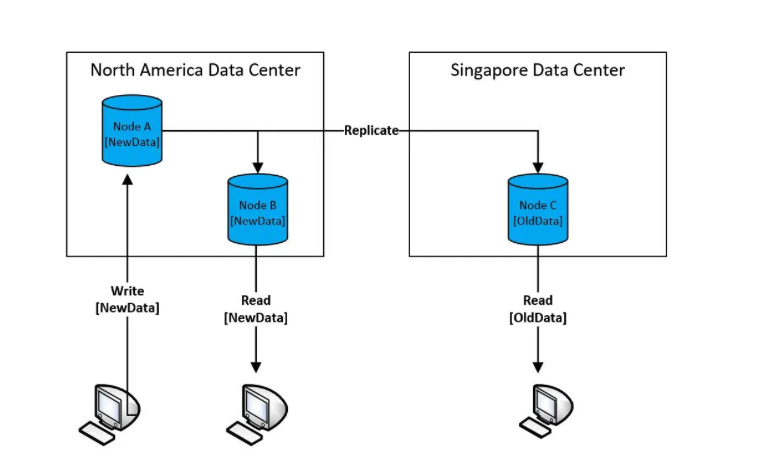 North America Data Center
Singapore Data Center
Node A
[NewData]
Replicate
Node B
[NewData]
Node C
[OldData]
Write
[NewData]
Read
[NewData]
Read
[OldData]